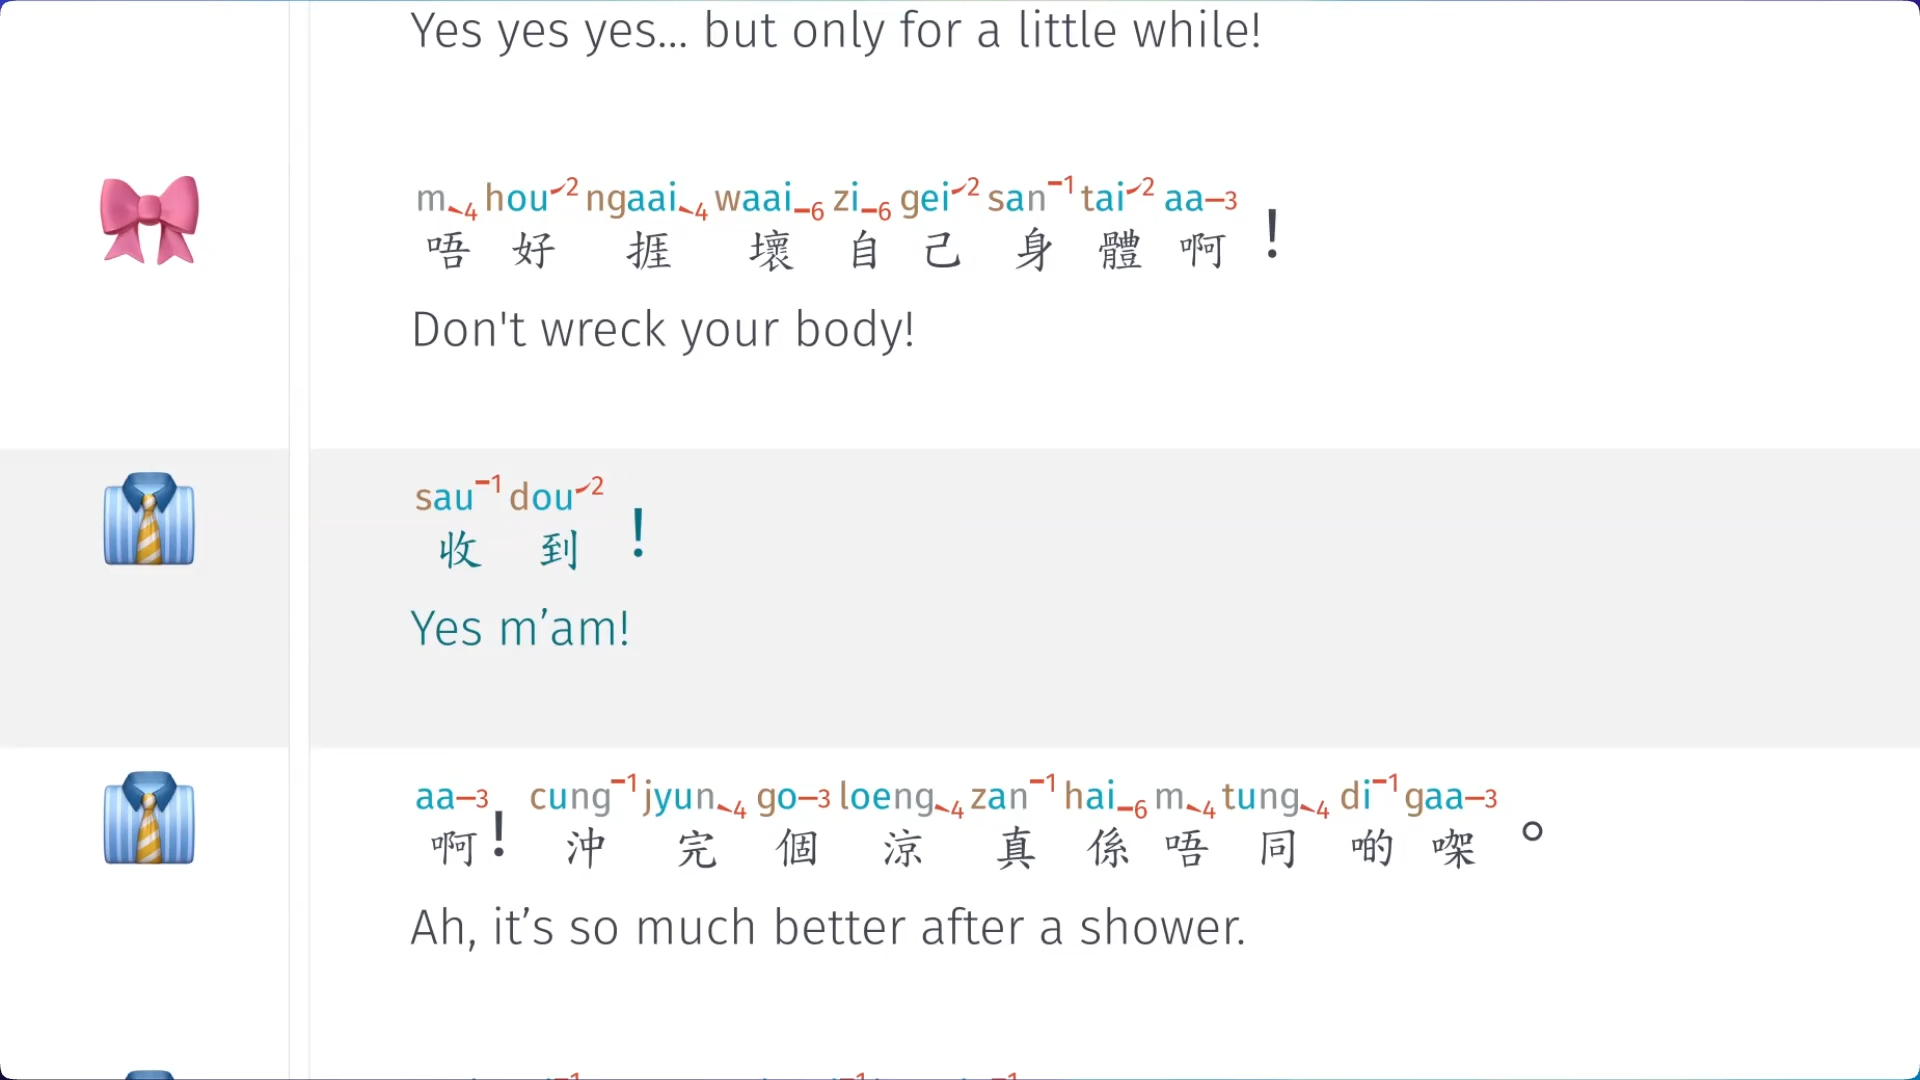 Yes yes yes... but only for a little while!
m4 hou2 ngaai4 waai6 zi6 gei2 san1 tai2 aa3
唔好捱壞自己身體啊！
Don't wreck your body!
sau1 dou2
收到！
Yes m’am!
aa3 cung1 jyun4 go3 loeng4 zan1 hai6 m4 tung4 di1 gaa3
啊！沖完個涼真係唔同啲㗎。
Ah, it’s so much better after a shower.